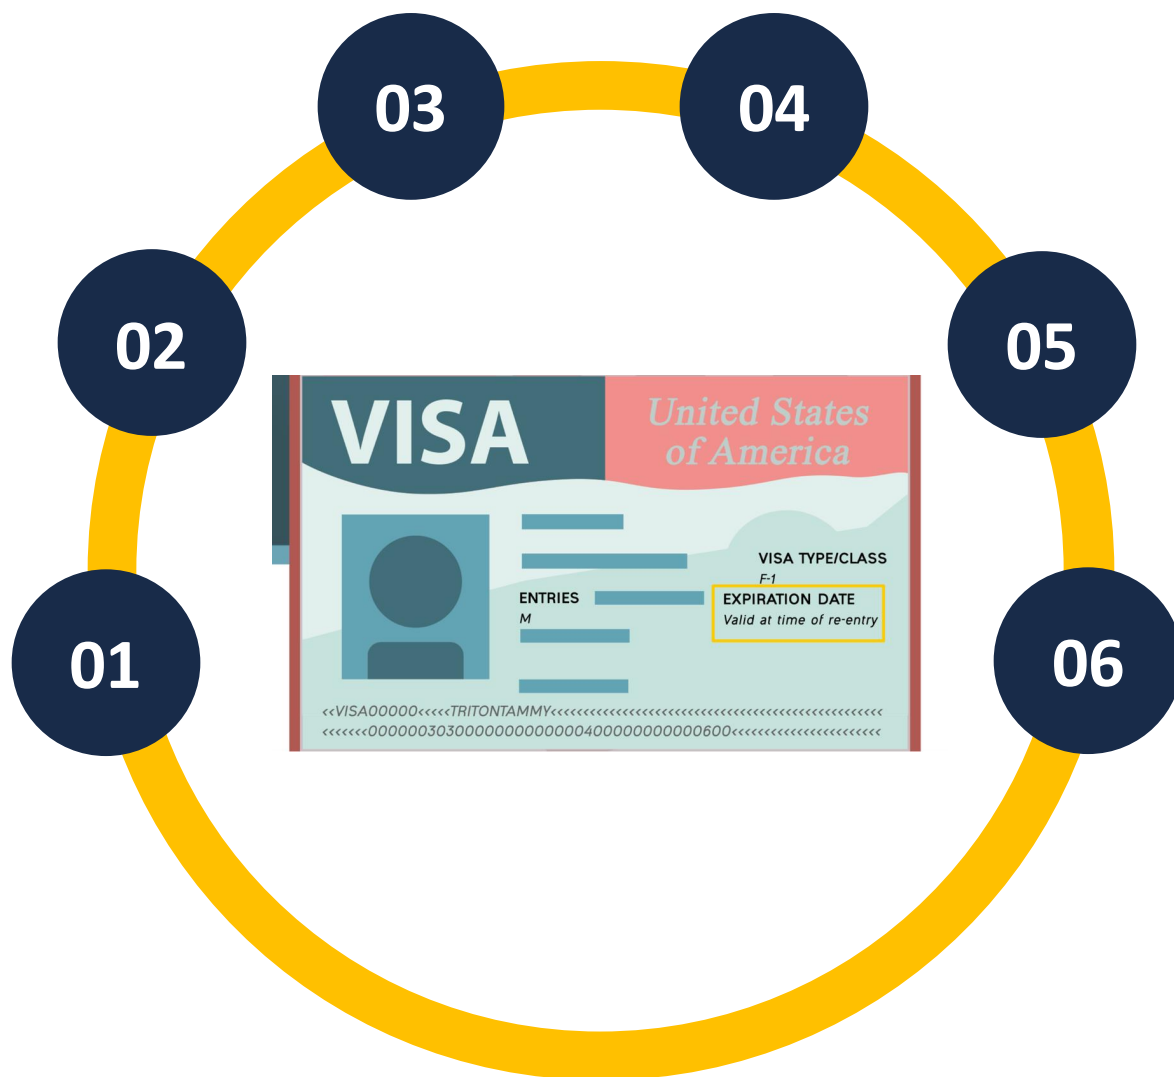 03
04
02
05
VISA
United States
of America
VISA TYPE/CLASS
F-1
ENTRIES
M
EXPIRATION DATE
Valid at time of re-entry
01
06
<<VISA00000<<<<<TRITONTAMMY<<<<<<<<<<<<<<<<<<<<<<<<<<<<<<<<<<<<<<<<<<<<<<<<<<<<
<<<<<<<0000003030000000000000400000000000600<<<<<<<<<<<<<<<<<<<<<<<